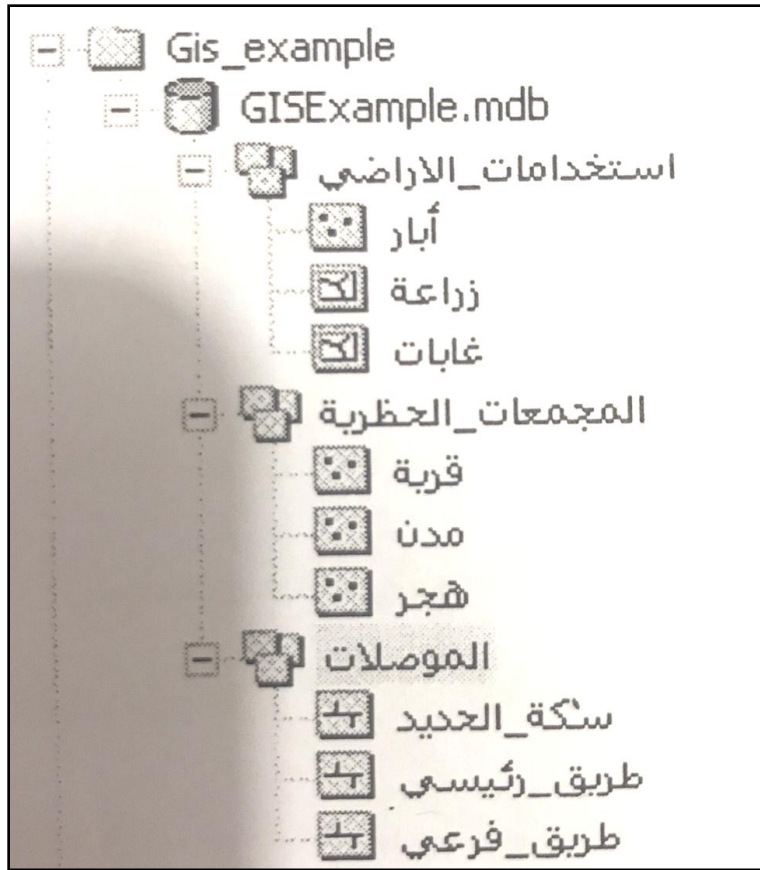 Gis_example
GISExample.mdb
استخدامات_الاراضي
أبار
زراعة
غابات
المجمعات_الحظرية
قرية
مدن
هجر
الموصلات
سكة_الحديد
طريق_رئيسي
طريق_فرعي